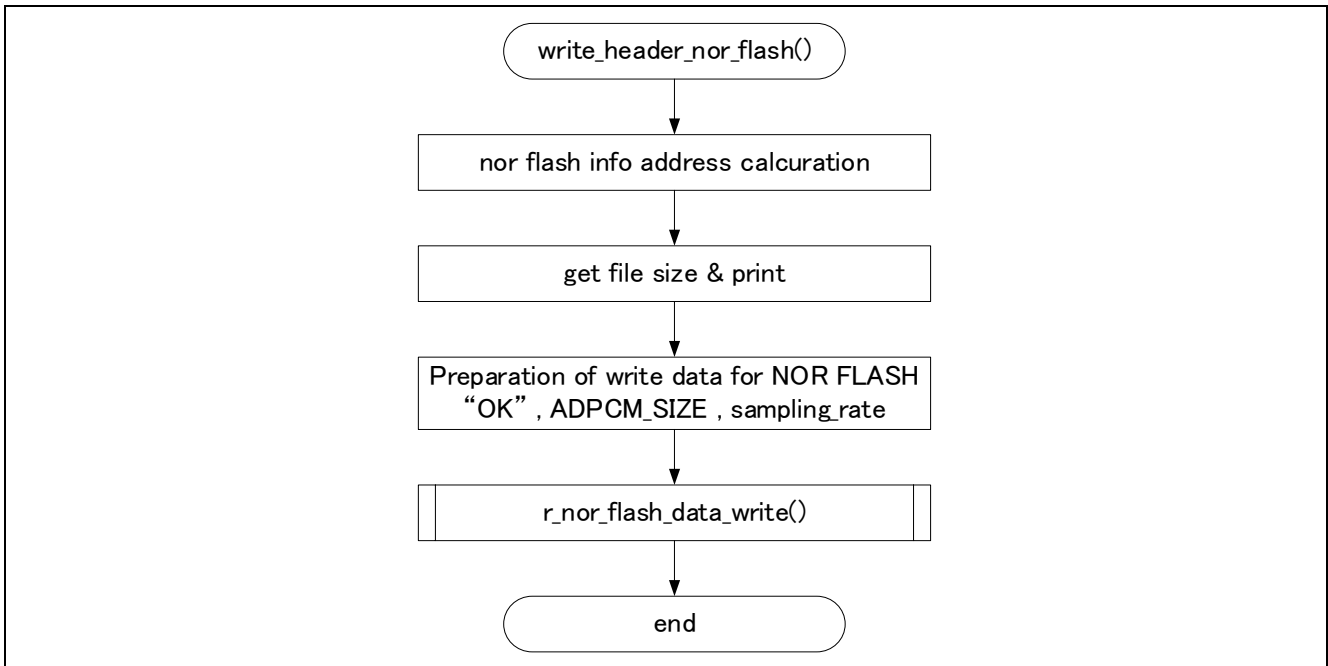 write_header_nor_flash()
nor flash info address calcuration
get file size & print
Preparation of write data for NOR FLASH
“OK” , ADPCM_SIZE , sampling_rate
r_nor_flash_data_write()
end